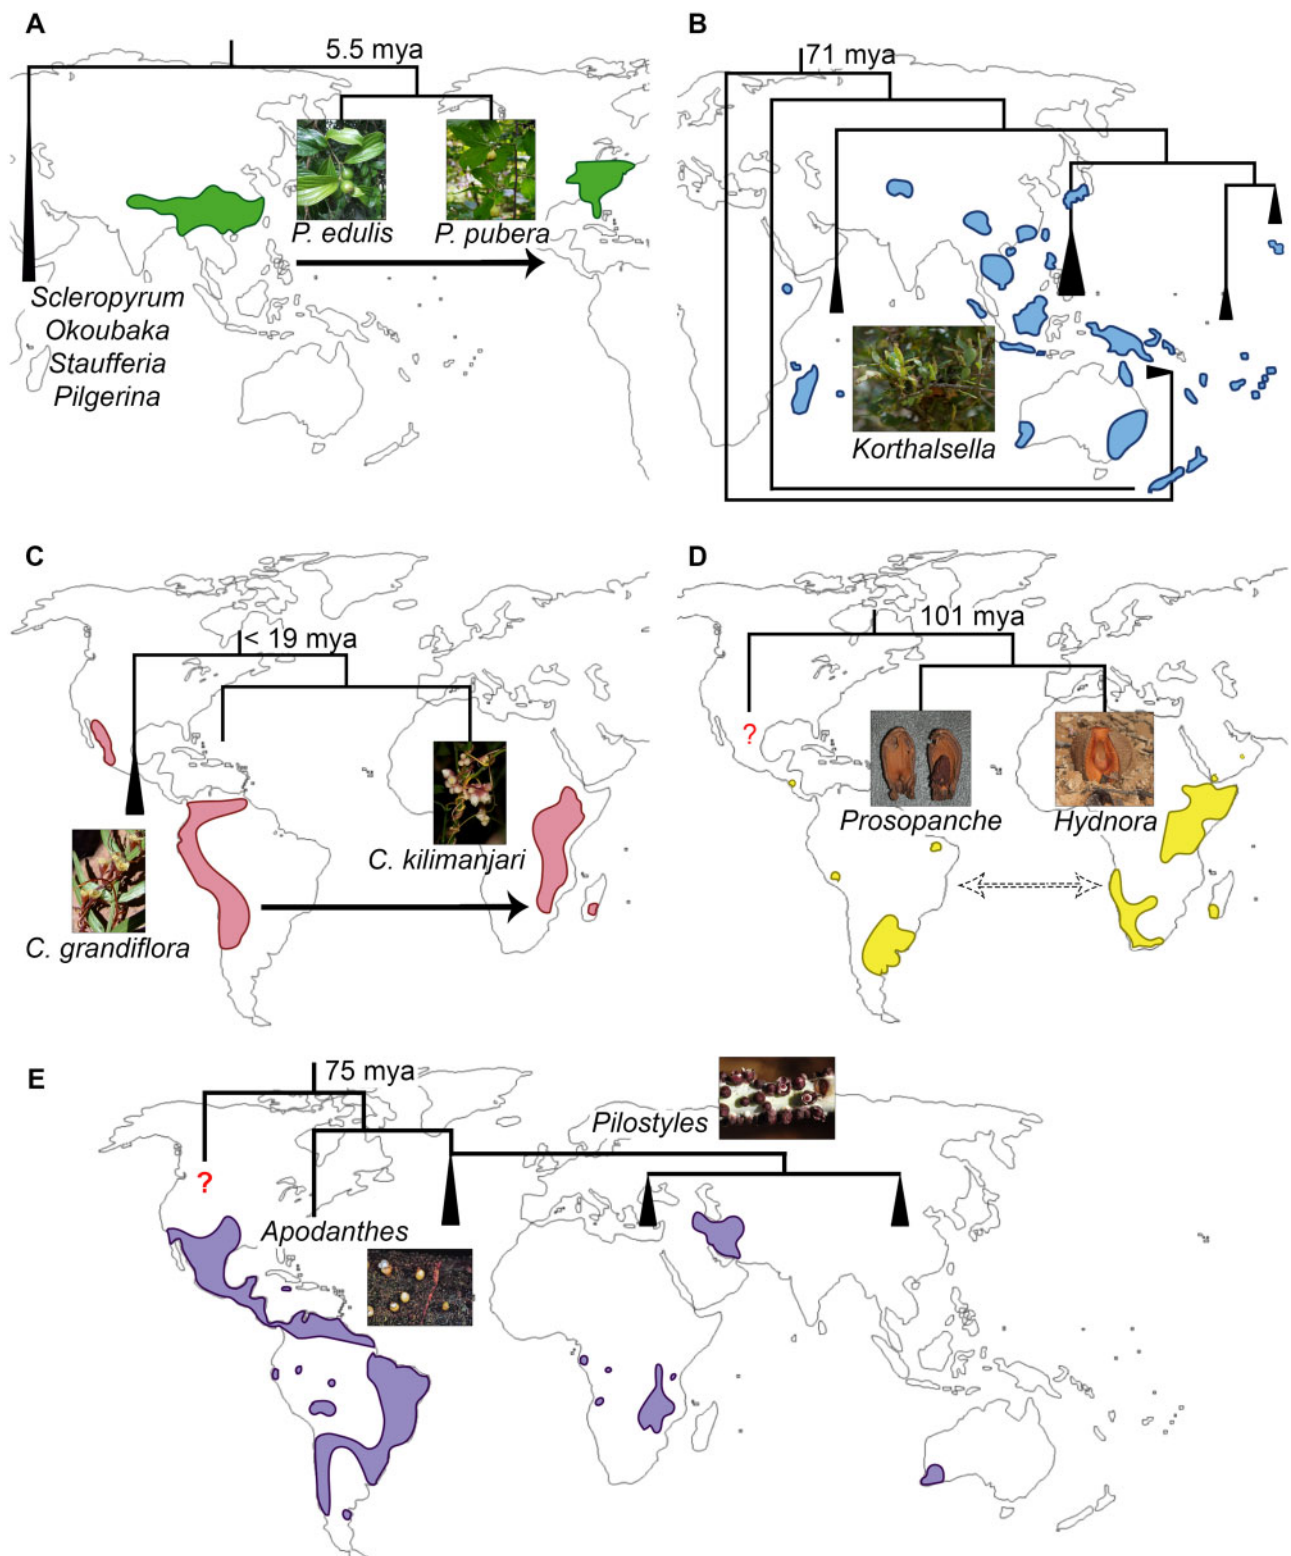 A
5.5 mya
P. edulis
P. pubera
Scleropyrum
Okoubaka
Staufferia
Pilgerina
B
71 mya
Korthalsella
C
< 19 mya
C. kilimanjari
C. grandiflora
D
101 mya
?
Prosopanche
Hydnora
E
75 mya
Pilostyles
?
Apodanthes